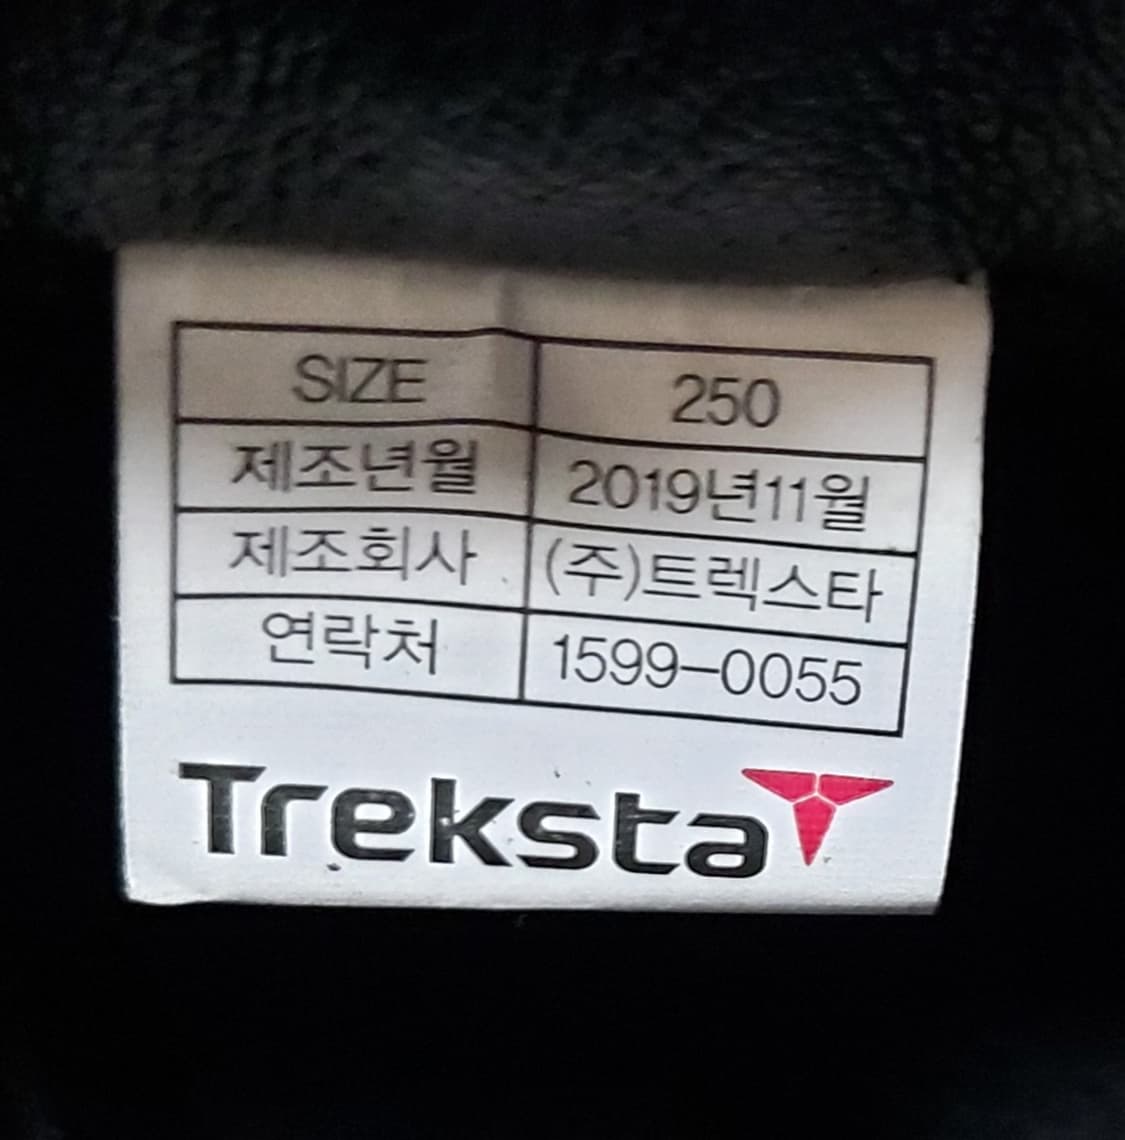 SIZE 250
제조년월 2019년11월
제조회사 (주)트렉스타
연락처 1599-0055
Treksta